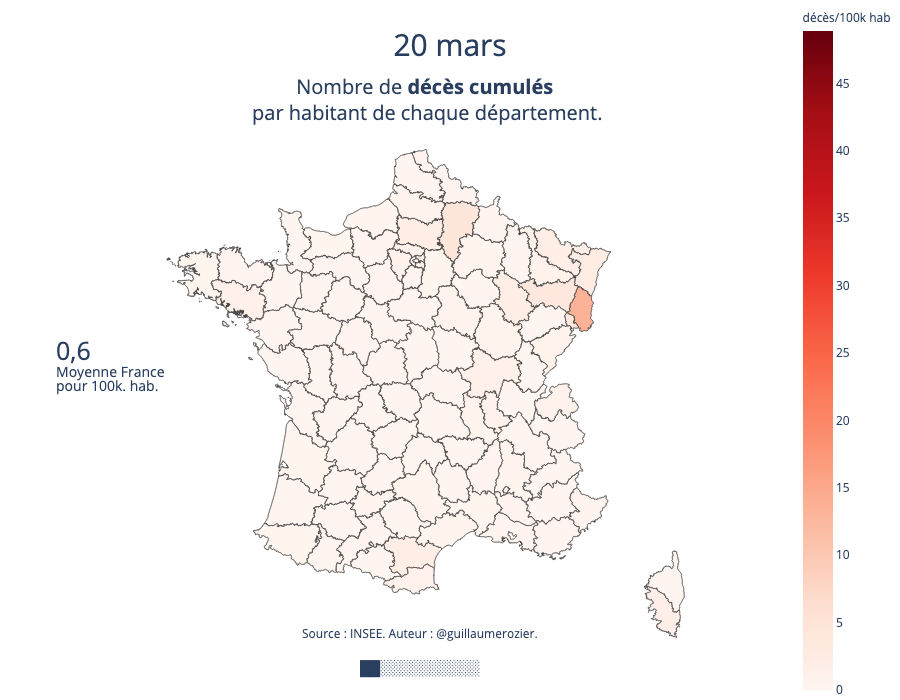 décès/100k hab
20 mars
Nombre de décès cumulés
par habitant de chaque département.
45
40
35
30
25
20
15
10
5
0
0,6
Moyenne France
pour 100k. hab.
Source : INSEE. Auteur : @guillaumerozier.